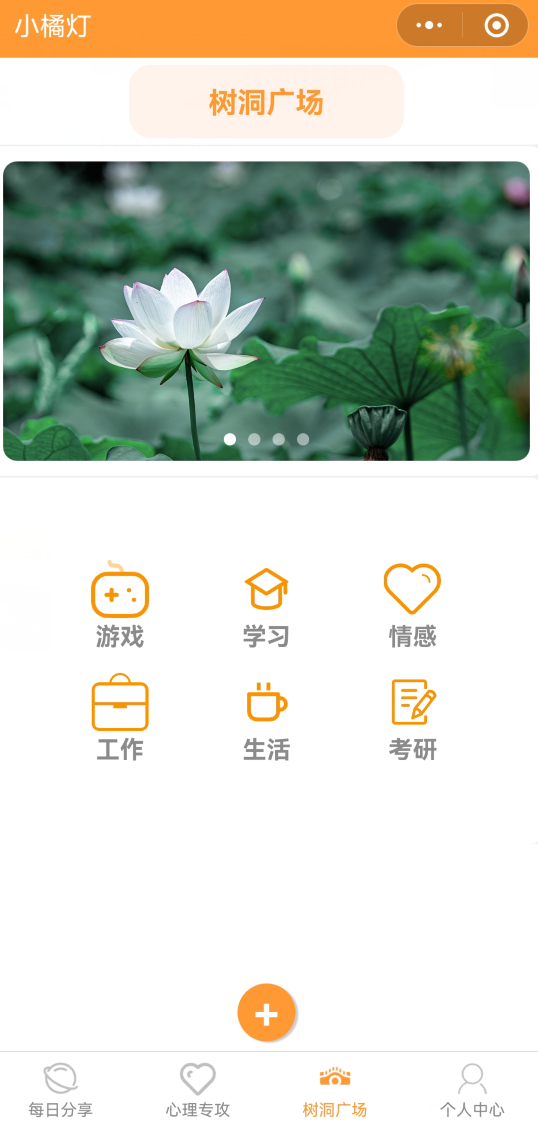 小橘灯
树洞广场
游戏 学习 情感
工作 生活 考研
每日分享 心理专攻 树洞广场 个人中心